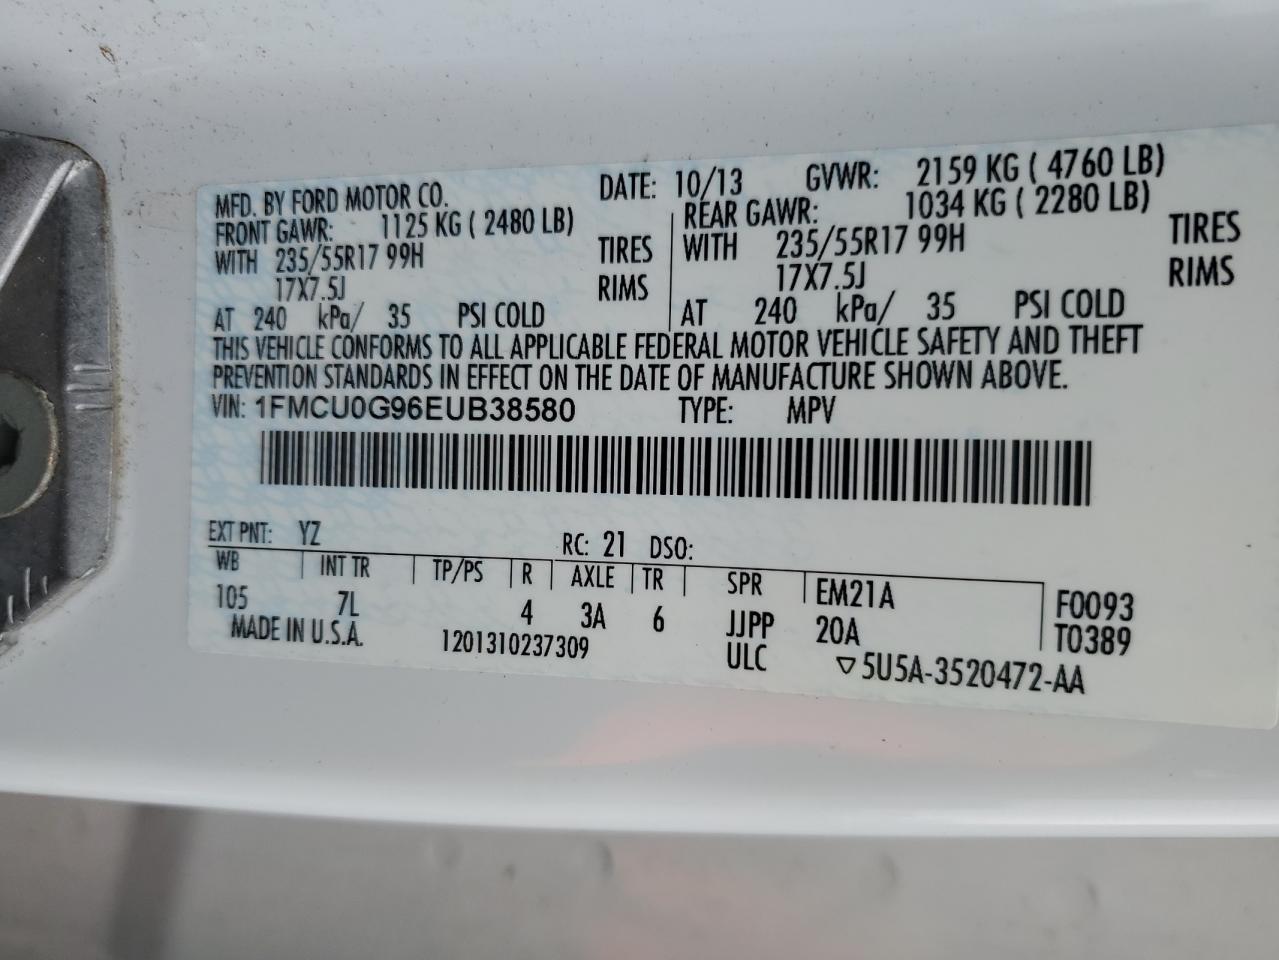 MFD. BY FORD MOTOR CO. DATE: 10/13 GVWR: 2159 KG ( 4760 LB)
FRONT GAWR: 1125 KG ( 2480 LB) REAR GAWR: 1034 KG ( 2280 LB)
WITH 235/55R17 99H TIRES WITH 235/55R17 99H TIRES
17X7.5J RIMS 17X7.5J RIMS
AT 240 kPa/ 35 PSI COLD AT 240 kPa/ 35 PSI COLD
THIS VEHICLE CONFORMS TO ALL APPLICABLE FEDERAL MOTOR VEHICLE SAFETY AND THEFT
PREVENTION STANDARDS IN EFFECT ON THE DATE OF MANUFACTURE SHOWN ABOVE.
VIN: 1FMCU0G96EUB38580 TYPE: MPV
EXT PNT: YZ RC: 21 DSO:
WB INT TR TP/PS R AXLE TR SPR EM21A F0093
105 7L 4 3A 6 JJPP 20A T0389
MADE IN U.S.A. 1201310237309 ULC ▽5U5A-3520472-AA